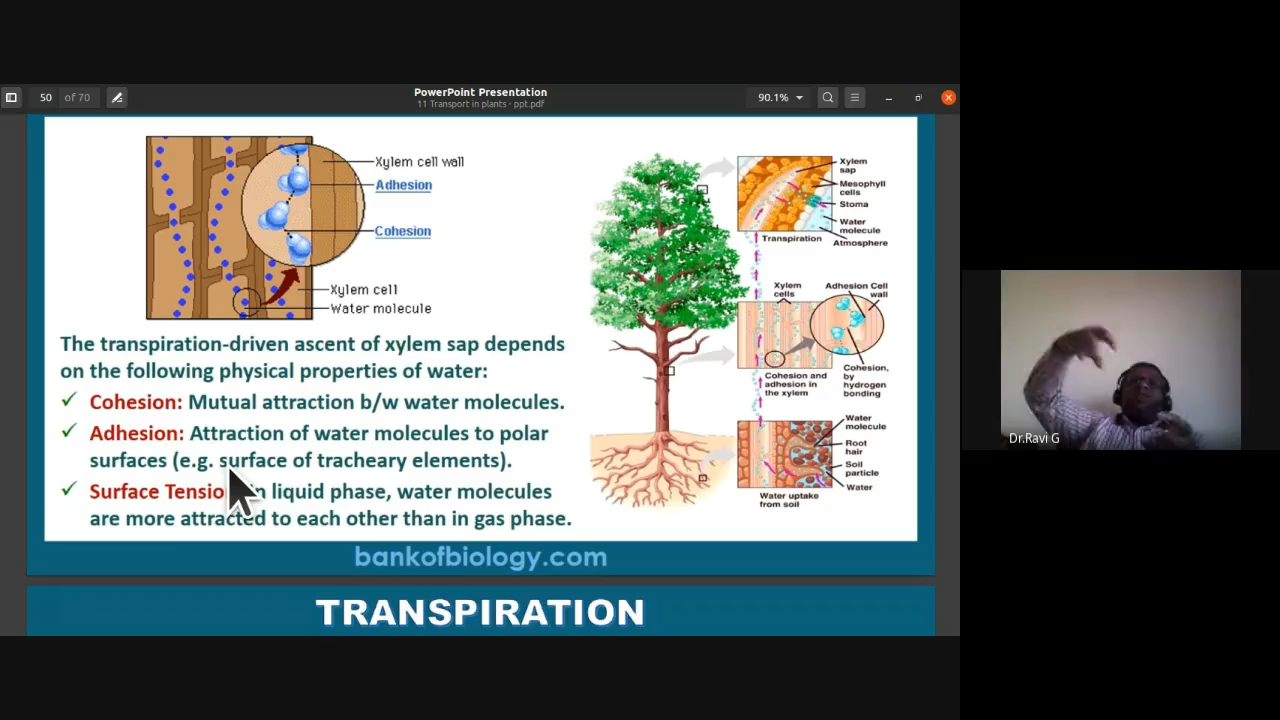 50 of 70
PowerPoint Presentation
11 Transport in plants - ppt.pdf
90.1%
Xylem cell wall
Adhesion
Cohesion
Xylem cell
Water molecule
The transpiration-driven ascent of xylem sap depends
on the following physical properties of water:
✓ Cohesion: Mutual attraction b/w water molecules.
✓ Adhesion: Attraction of water molecules to polar
surfaces (e.g. surface of tracheary elements).
✓ Surface liquid phase, water molecules
are more attracted to each other than in gas phase.
Xylem
sap
Mesophyll
cells
Stoma
Water
molecule
Atmosphere
Transpiration
Xylem
cells
Adhesion Cell
wall
Cohesion and
adhesion in
the xylem
Cohesion,
by
hydrogen
bonding
Water
molecule
Root
hair
Soil
particle
Water
Water uptake
from soil
bankofbiology.com
TRANSPIRATION
Dr.Ravi G